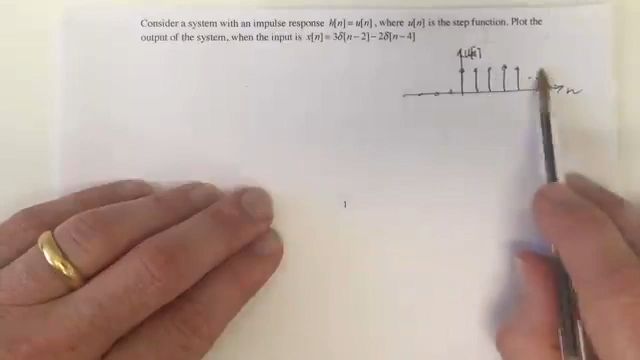 Consider a system with an impulse response h[n] = u[n], where u[n] is the step function. Plot the
output of the system, when the input is x[n] = 3δ[n−2]−2δ[n−4]
u[n]
n
1